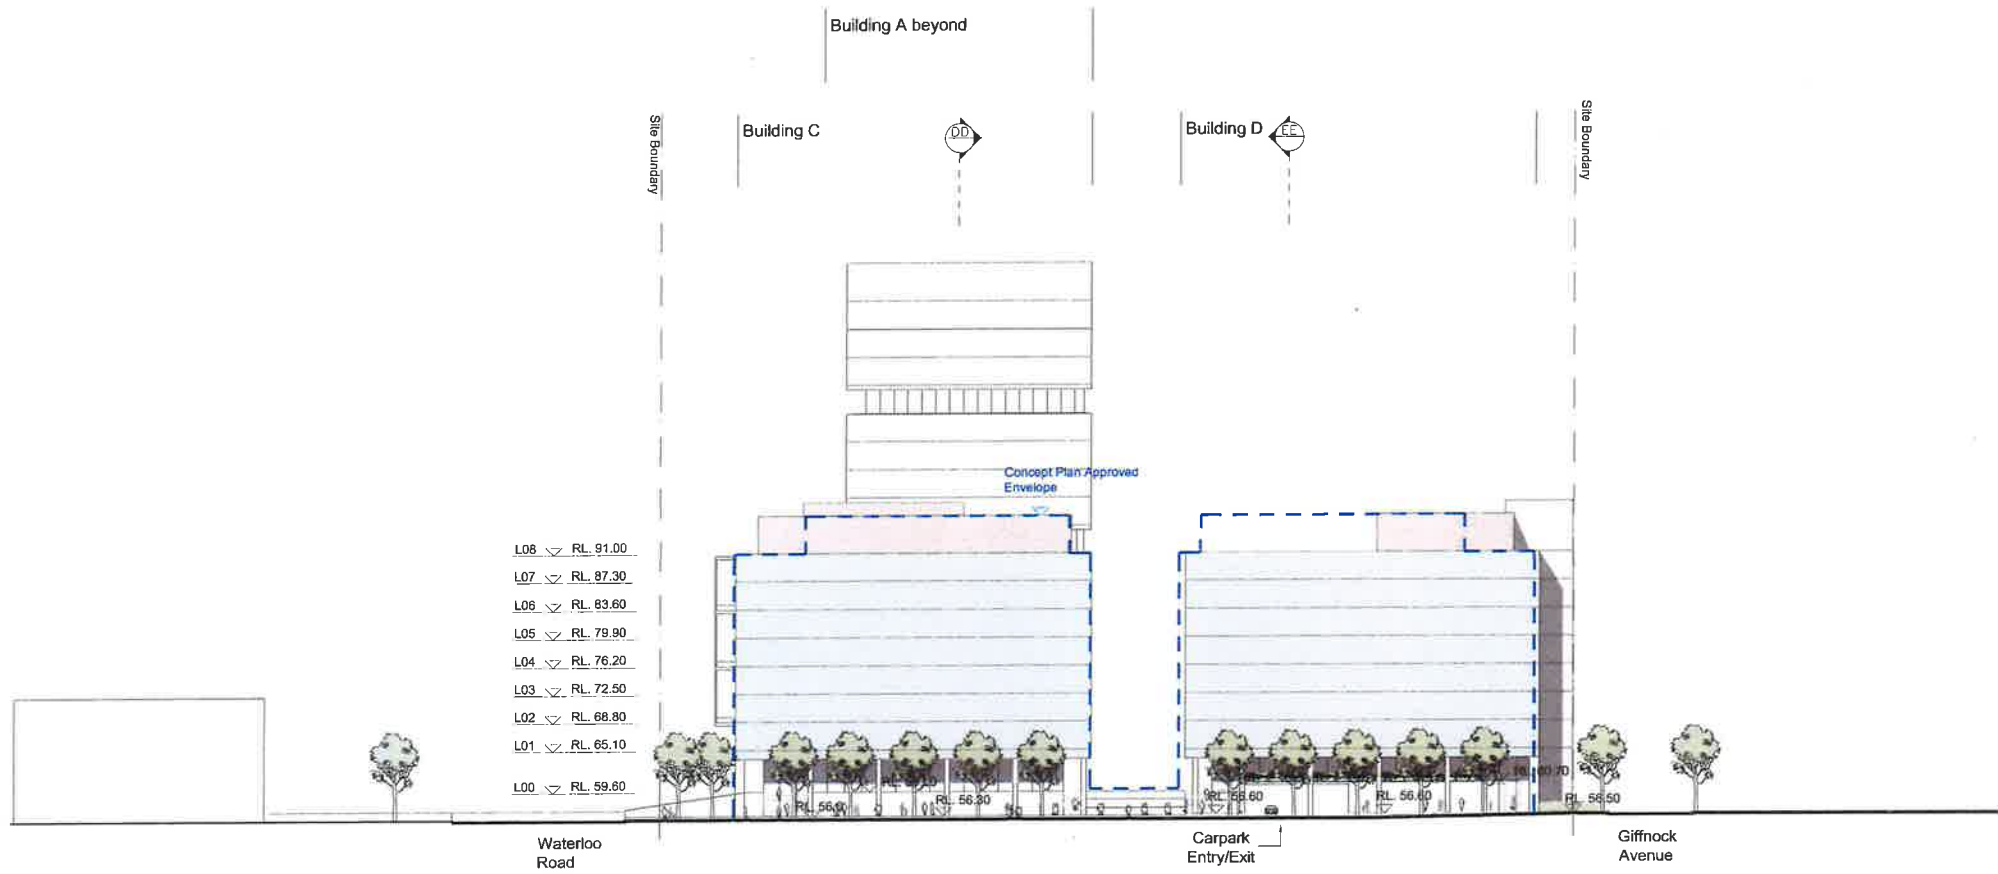 Building A beyond
Site Boundary
Building C
DD
Building D
EE
Site Boundary
Concept Plan Approved
Envelope
L08 RL. 91.00
L07 RL. 87.30
L06 RL. 83.60
L05 RL. 79.90
L04 RL. 76.20
L03 RL. 72.50
L02 RL. 68.80
L01 RL. 65.10
L00 RL. 59.60
RL. 56.30
RL. 56.60
RL. 56.60
RL. 56.50
Waterloo
Road
Carpark
Entry/Exit
Giffnock
Avenue